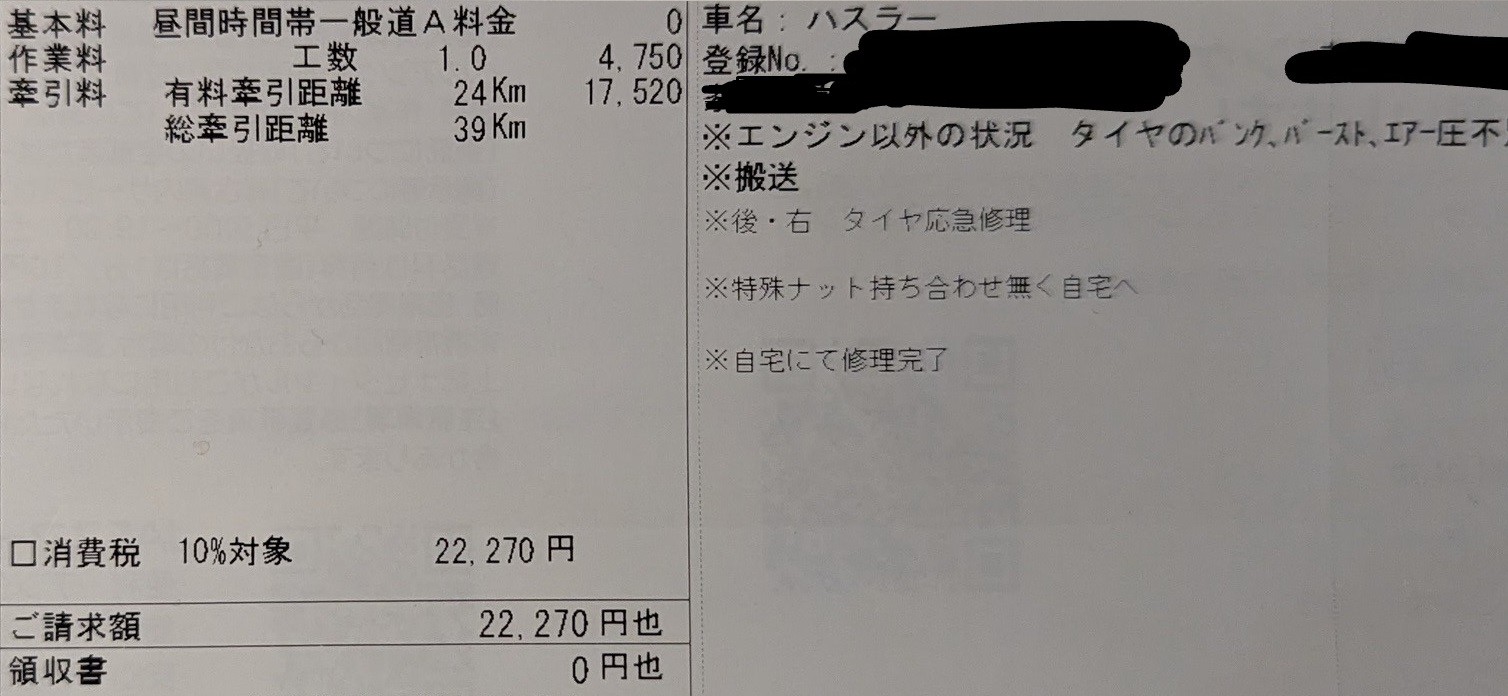 基本料 昼間時間帯一般道A料金 0
作業料 工数 1.0 4,750
牽引料 有料牽引距離 24Km 17,520
総牽引距離 39Km
□消費税 10%対象 22,270 円
ご請求額 22,270 円也
領収書 0 円也
車名：ハスラー
登録No. :
※エンジン以外の状況 タイヤのﾊﾟﾝｸ､ﾊﾞｰｽﾄ､ｴｱー圧不
※搬送
※後・右 タイヤ応急修理
※特殊ナット持ち合わせ無く自宅へ
※自宅にて修理完了